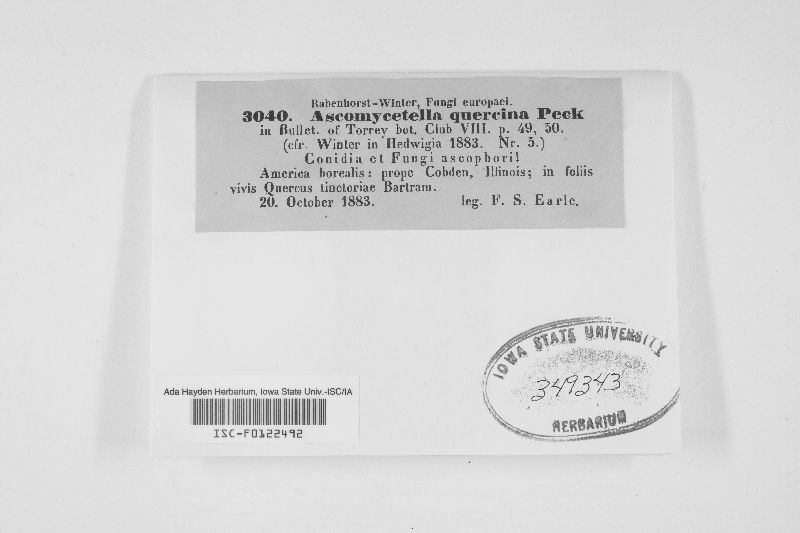 Rabenhorst-Winter, Fungi europaei.
3040. Ascomycetella quercina Peck
in Bullet. of Torrey bot. Club VIII. p. 49, 50.
(cfr. Winter in Hedwigia 1883. Nr. 5.)
Conidia et Fungi ascophori!
America borealis: prope Cobden, Illinois; in foliis
vivis Quercus tinctoriae Bartram.
20. October 1883. leg. F. S. Earle.
IOWA STATE UNIVERSITY
349343
HERBARIUM
Ada Hayden Herbarium, Iowa State Univ.-ISC/IA
ISC-F0122492